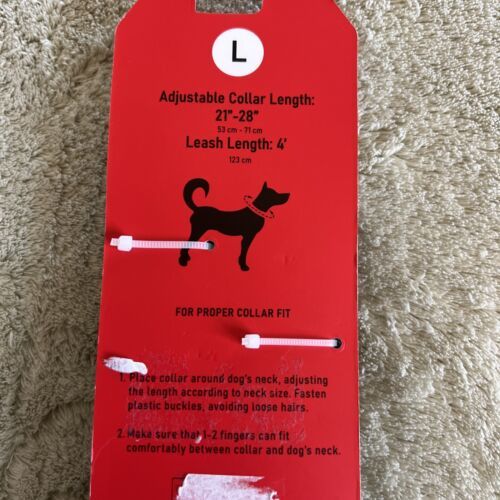 L
Adjustable Collar Length:
21"-28"
53 cm - 71 cm
Leash Length: 4'
123 cm
FOR PROPER COLLAR FIT
1. Place collar around dog's neck, adjusting
the length according to neck size. Fasten
plastic buckles, avoiding loose hairs.
2. Make sure that 1-2 fingers can fit
comfortably between collar and dog's neck.